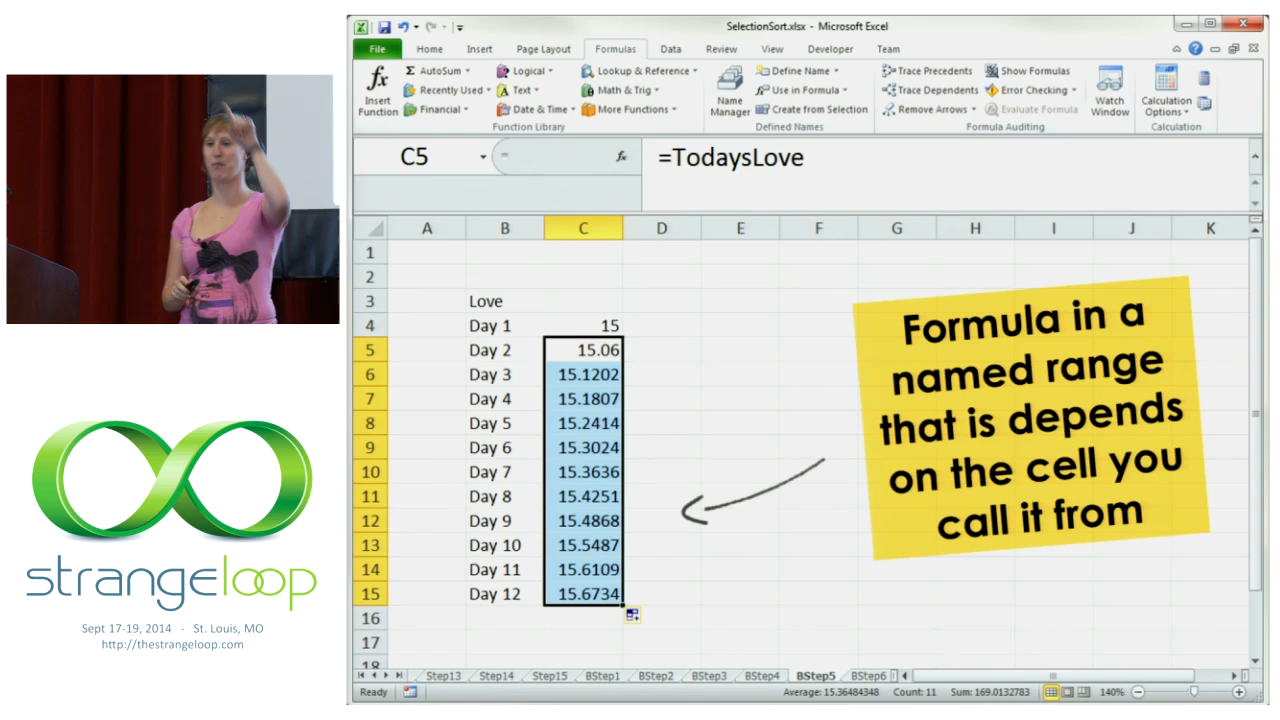 SelectionSort.xlsx - Microsoft Excel
File Home Insert Page Layout Formulas Data Review View Developer Team
fx
Insert Function
Σ AutoSum
Recently Used
Financial
Logical
Text
Date & Time
Lookup & Reference
Math & Trig
More Functions
Function Library
Name Manager
Define Name
Use in Formula
Create from Selection
Defined Names
Trace Precedents
Trace Dependents
Remove Arrows
Show Formulas
Error Checking
Evaluate Formula
Watch Window
Formula Auditing
Calculation Options
Calculation
C5 = fx =TodaysLove
A B C D E F G H I J K
1
2
3 Love
4 Day 1 15
5 Day 2 15.06
6 Day 3 15.1202
7 Day 4 15.1807
8 Day 5 15.2414
9 Day 6 15.3024
10 Day 7 15.3636
11 Day 8 15.4251
12 Day 9 15.4868
13 Day 10 15.5487
14 Day 11 15.6109
15 Day 12 15.6734
16
17
18
Formula in a
named range
that is depends
on the cell you
call it from
Step13 Step14 Step15 BStep1 BStep2 BStep3 BStep4 BStep5 BStep6
Ready Average: 15.36484348 Count: 11 Sum: 169.0132783 140%
strangeloop
Sept 17-19, 2014 - St. Louis, MO
http://thestrangeloop.com